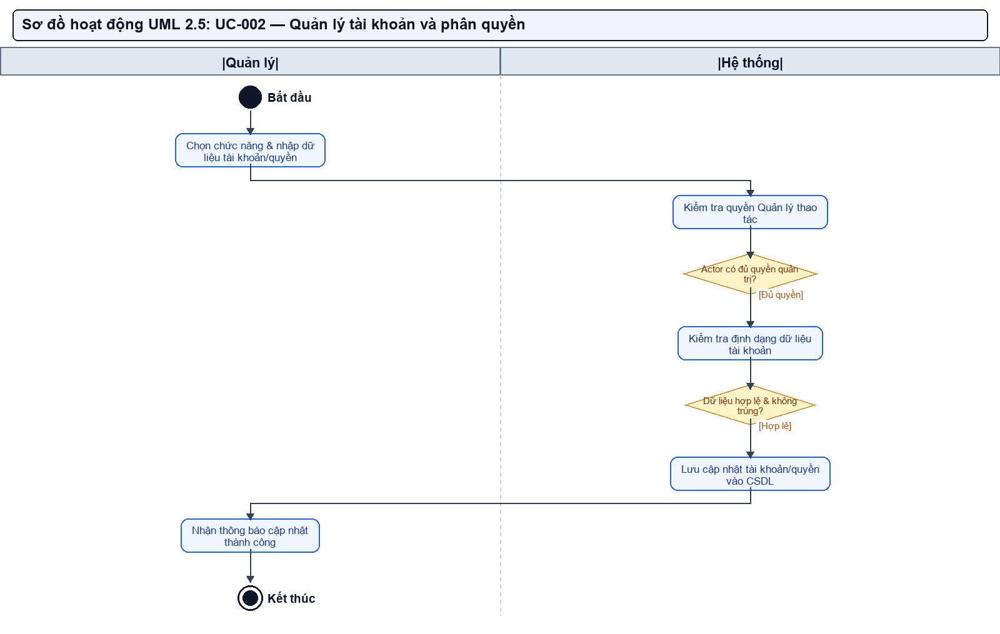 Sơ đồ hoạt động UML 2.5: UC-002 — Quản lý tài khoản và phân quyền
|Quản lý|
|Hệ thống|
Bắt đầu
Chọn chức năng & nhập dữ
liệu tài khoản/quyền
Kiểm tra quyền Quản lý thao
tác
Actor có đủ quyền quản
trị?
[Đủ quyền]
Kiểm tra định dạng dữ liệu
tài khoản
Dữ liệu hợp lệ & không
trùng?
[Hợp lệ]
Lưu cập nhật tài khoản/quyền
vào CSDL
Nhận thông báo cập nhật
thành công
Kết thúc